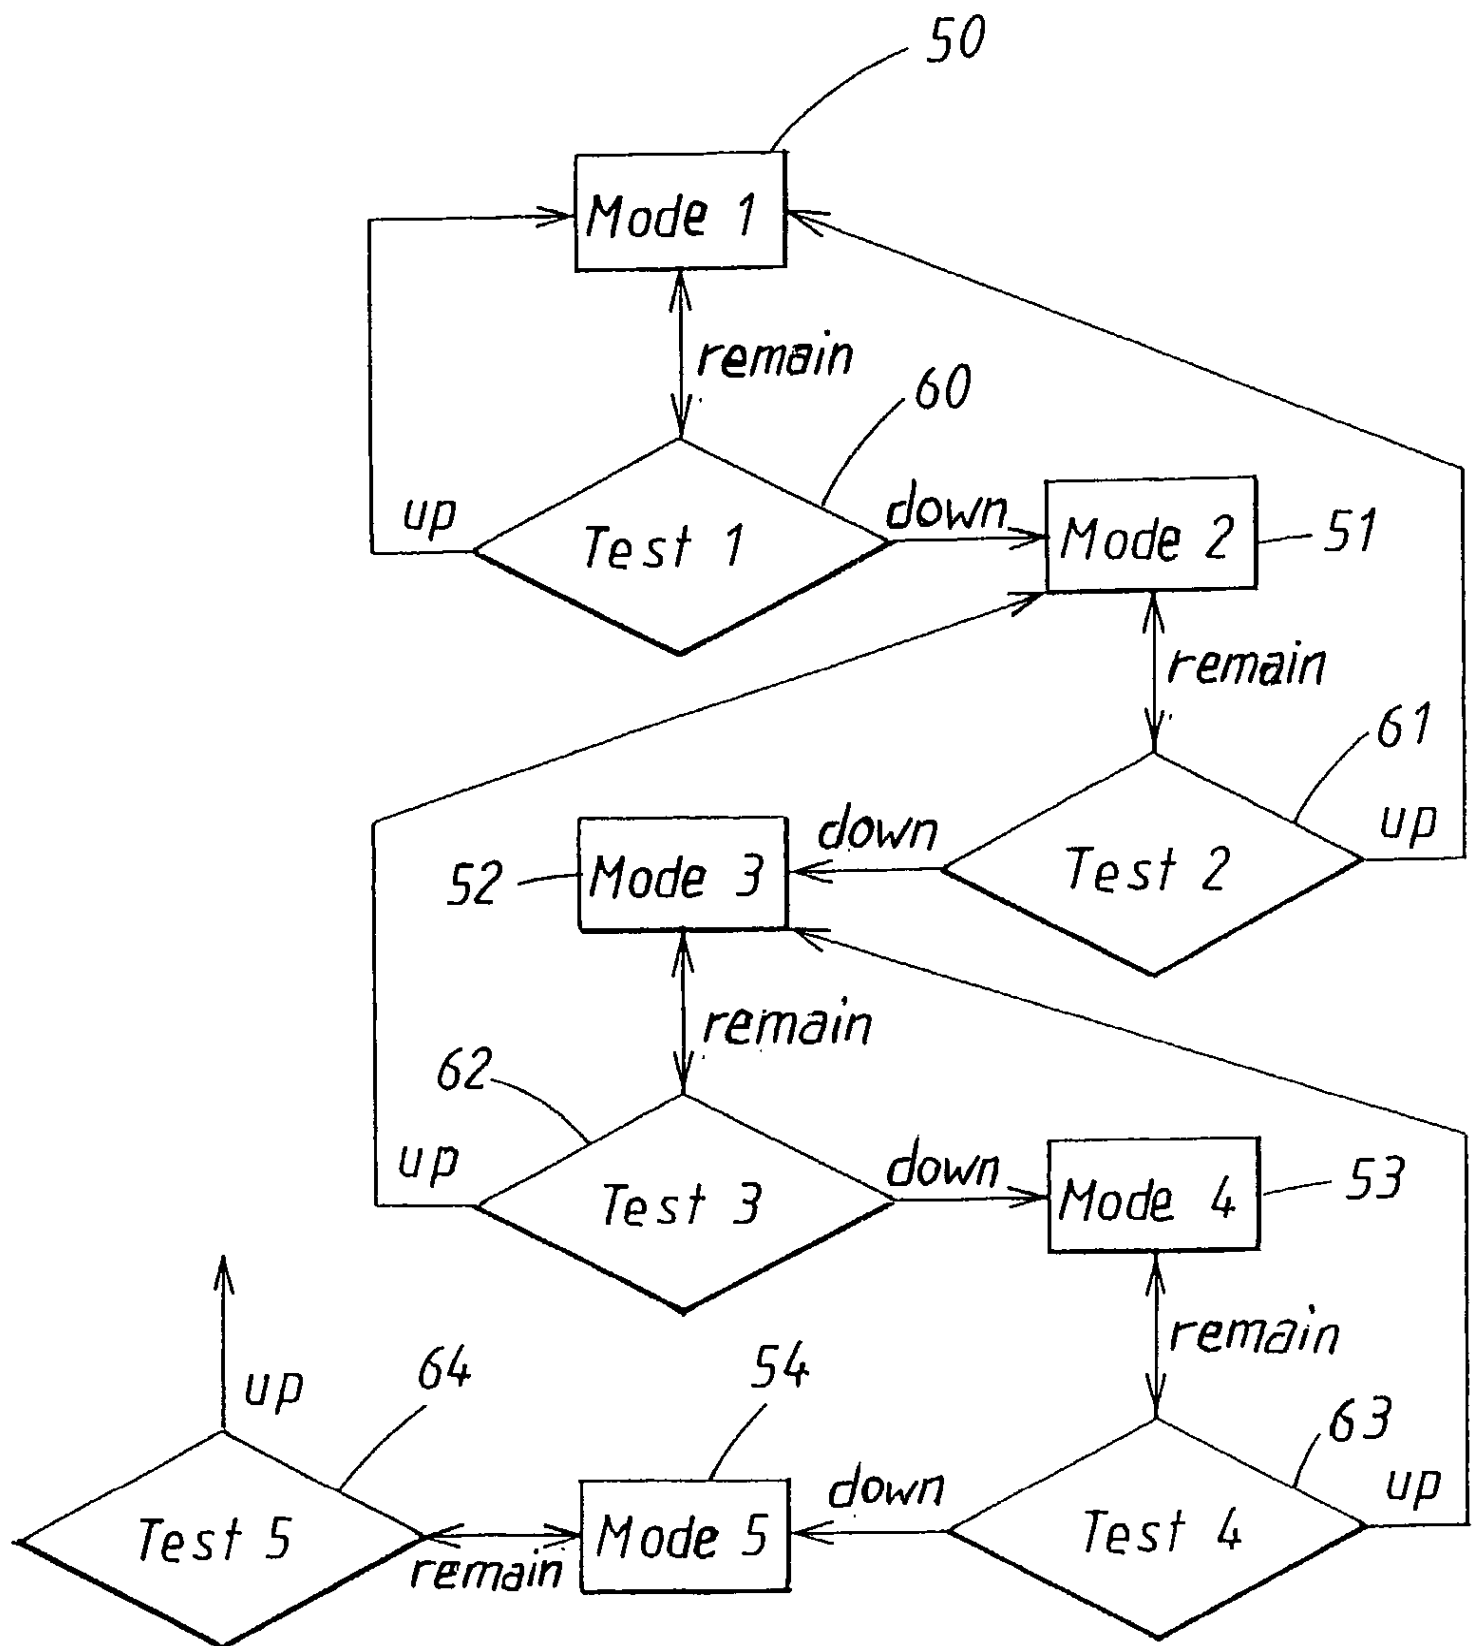 50
Mode 1
remain
60
up
Test 1
down
Mode 2
51
remain
61
up
Test 2
down
Mode 3
52
remain
62
up
Test 3
down
Mode 4
53
remain
63
up
Test 4
down
54
Mode 5
remain
64
up
Test 5